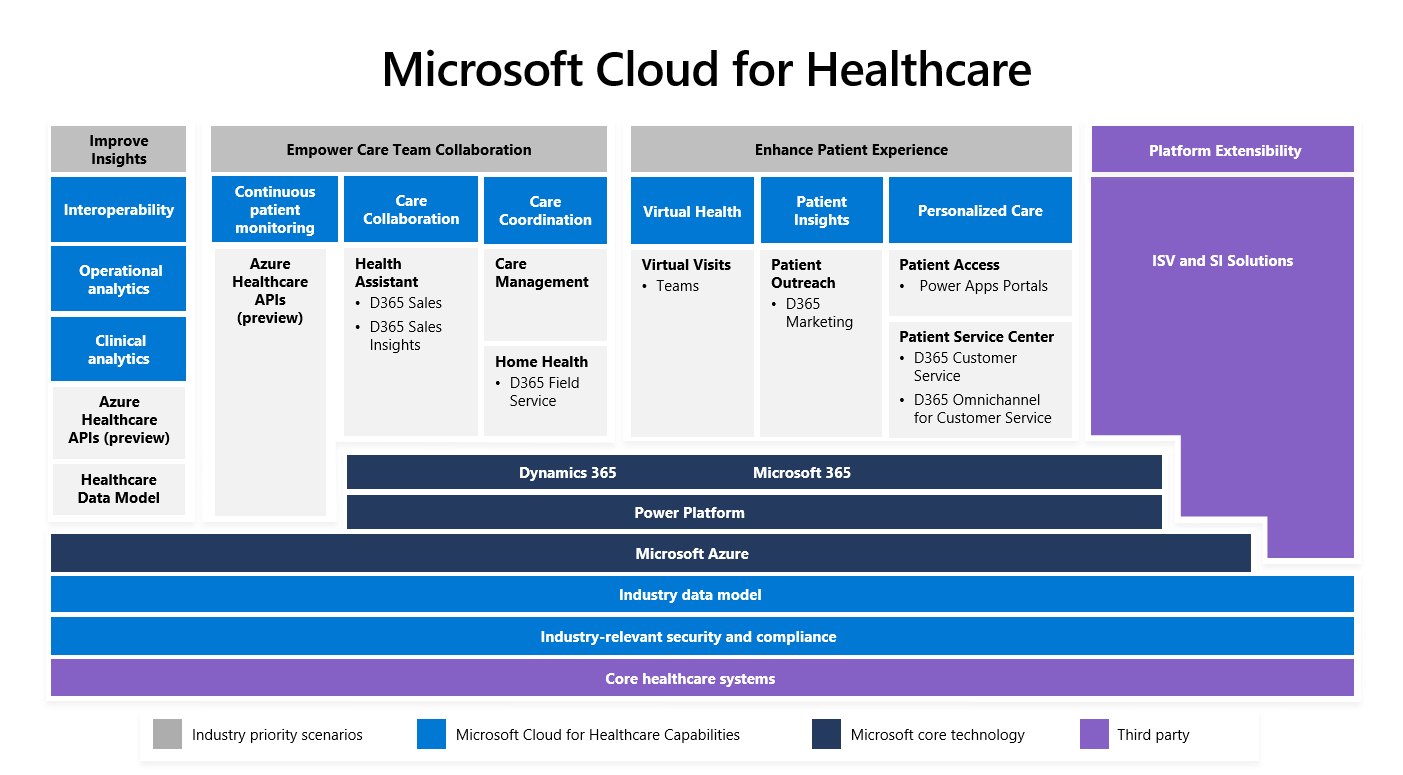 Microsoft Cloud for Healthcare
Improve
Insights
Interoperability
Operational
analytics
Clinical
analytics
Azure
Healthcare
APIs (preview)
Healthcare
Data Model
Empower Care Team Collaboration
Continuous
patient
monitoring
Azure
Healthcare
APIs
(preview)
Care
Collaboration
Health
Assistant
• D365 Sales
• D365 Sales
Insights
Care
Coordination
Care
Management
Home Health
• D365 Field
Service
Enhance Patient Experience
Virtual Health
Virtual Visits
• Teams
Patient
Insights
Patient
Outreach
• D365
Marketing
Personalized Care
Patient Access
• Power Apps Portals
Patient Service Center
• D365 Customer
Service
• D365 Omnichannel
for Customer Service
Platform Extensibility
ISV and SI Solutions
Dynamics 365 Microsoft 365
Power Platform
Microsoft Azure
Industry data model
Industry-relevant security and compliance
Core healthcare systems
Industry priority scenarios
Microsoft Cloud for Healthcare Capabilities
Microsoft core technology
Third party